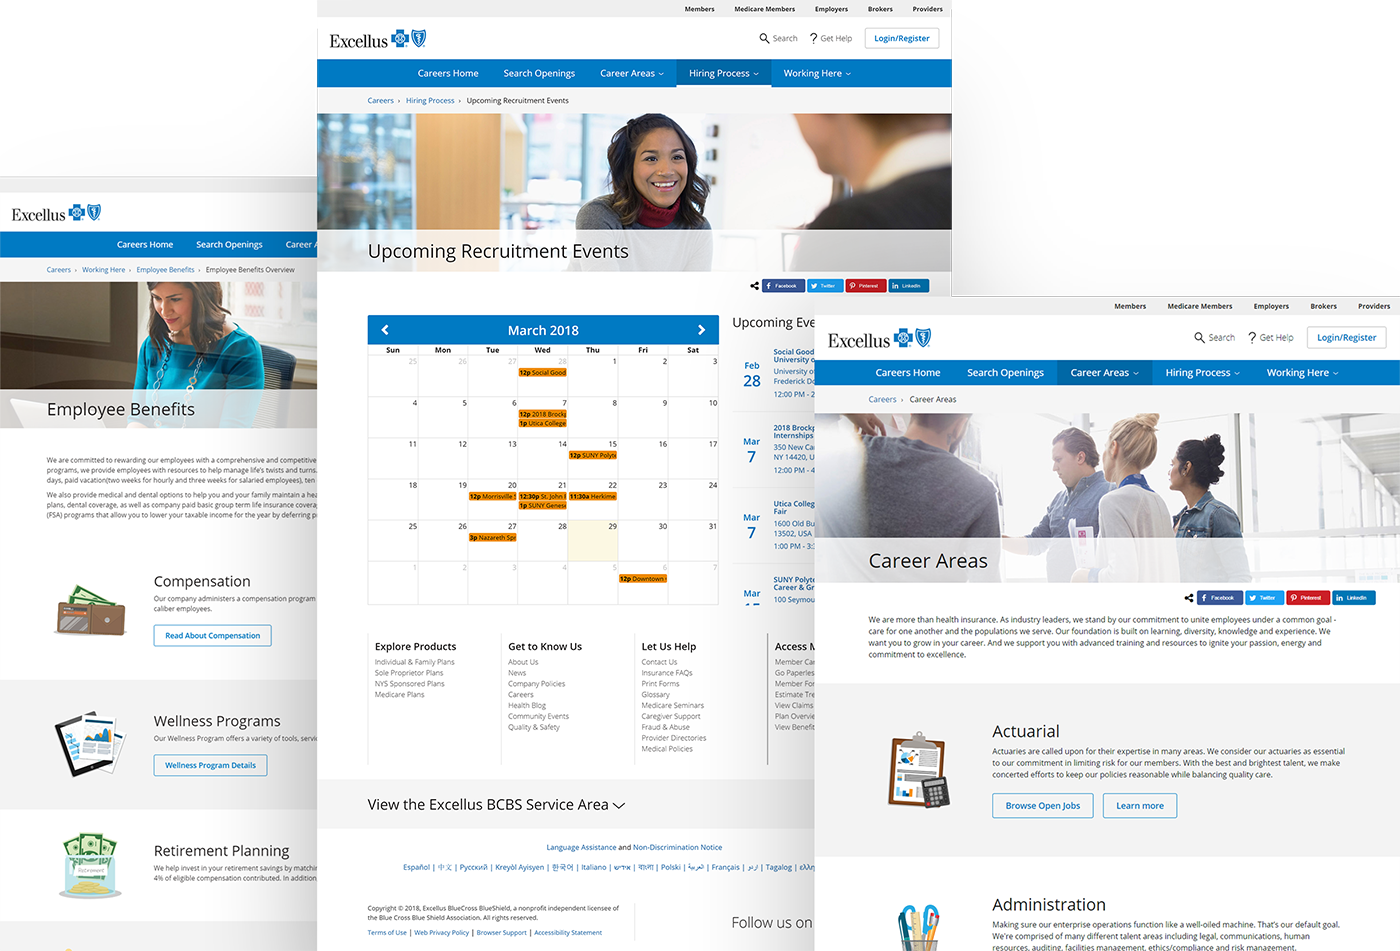 Members Medicare Members Employers Brokers Providers
Excellus
Search Get Help Login/Register
Careers Home Search Openings Career Areas Hiring Process Working Here
Careers › Hiring Process › Upcoming Recruitment Events
Upcoming Recruitment Events
Facebook Twitter Pinterest LinkedIn
March 2018
Sun Mon Tue Wed Thu Fri Sat
25 26 27 28 1 2 3
12p Social Good
4 5 6 7 8 9 10
12p 2018 Brockp
1p Utica College
11 12 13 14 15 16 17
12p SUNY Polyte
18 19 20 21 22 23 24
12p Morrisville S 12:30p St. John F 11:30a Herkime
1p SUNY Genese
25 26 27 28 29 30 31
3p Nazareth Spr
1 2 3 4 5 6 7
12p Downtown
Upcoming Eve
Feb
28
Social Good
University o
University of
Frederick Do
12:00 PM - 2
Mar
7
2018 Brockp
Internships
350 New Ca
NY 14420, U
12:00 PM - 4
Mar
7
Utica College
Fair
1600 Old Bu
13502, USA
1:00 PM - 3:
Mar
SUNY Polyte
Career & Gr
100 Seymou
Explore Products
Individual & Family Plans
Sole Proprietor Plans
NYS Sponsored Plans
Medicare Plans
Get to Know Us
About Us
News
Company Policies
Careers
Health Blog
Community Events
Quality & Safety
Let Us Help
Contact Us
Insurance FAQs
Print Forms
Glossary
Medicare Seminars
Caregiver Support
Fraud & Abuse
Provider Directories
Medical Policies
Access M
Member Car
Go Paperles
Member For
Estimate Tre
View Claims
Plan Overvie
View Benefi
View the Excellus BCBS Service Area
Language Assistance and Non-Discrimination Notice
Español | 中文 | Русский | Kreyòl Ayisyen | 한국어 | Italiano | אידיש | বাংলা | Polski | العربية | Français | اردو | Tagalog | ελλη
Copyright © 2018, Excellus BlueCross BlueShield, a nonprofit independent licensee of
the Blue Cross Blue Shield Association. All rights reserved.
Terms of Use | Web Privacy Policy | Browser Support | Accessibility Statement
Follow us on
Excellus
Careers Home Search Openings Career A
Careers › Working Here › Employee Benefits › Employee Benefits Overview
Employee Benefits
We are committed to rewarding our employees with a comprehensive and competitive
programs, we provide employees with resources to help manage life's twists and turns.
days, paid vacation(two weeks for hourly and three weeks for salaried employees), ten
We also provide medical and dental options to help you and your family maintain a hea
plans, dental coverage, as well as company paid basic group term life insurance coverag
(FSA) programs that allow you to lower your taxable income for the year by deferring p
Compensation
Our company administers a compensation program
caliber employees.
Read About Compensation
Wellness Programs
Our Wellness Program offers a variety of tools, servic
Wellness Program Details
Retirement
Retirement Planning
We help invest in your retirement savings by matchin
4% of eligible compensation contributed. In addition,
Members Medicare Members Employers Brokers Providers
Excellus
Search Get Help Login/Register
Careers Home Search Openings Career Areas Hiring Process Working Here
Careers › Career Areas
Career Areas
Facebook Twitter Pinterest LinkedIn
We are more than health insurance. As industry leaders, we stand by our commitment to unite employees under a common goal -
care for one another and the populations we serve. Our foundation is built on learning, diversity, knowledge and experience. We
want you to grow in your career. And we support you with advanced training and resources to ignite your passion, energy and
commitment to excellence.
Actuarial
Actuaries are called upon for their expertise in many areas. We consider our actuaries as essential
to our commitment in limiting risk for our members. With the best and brightest talent, we make
concerted efforts to keep our policies reasonable while balancing quality care.
Browse Open Jobs Learn more
Administration
Making sure our enterprise operations function like a well-oiled machine. That's our default goal.
We're comprised of many different talent areas including legal, communications, human
resources, auditing, facilities management, ethics/compliance and risk management.